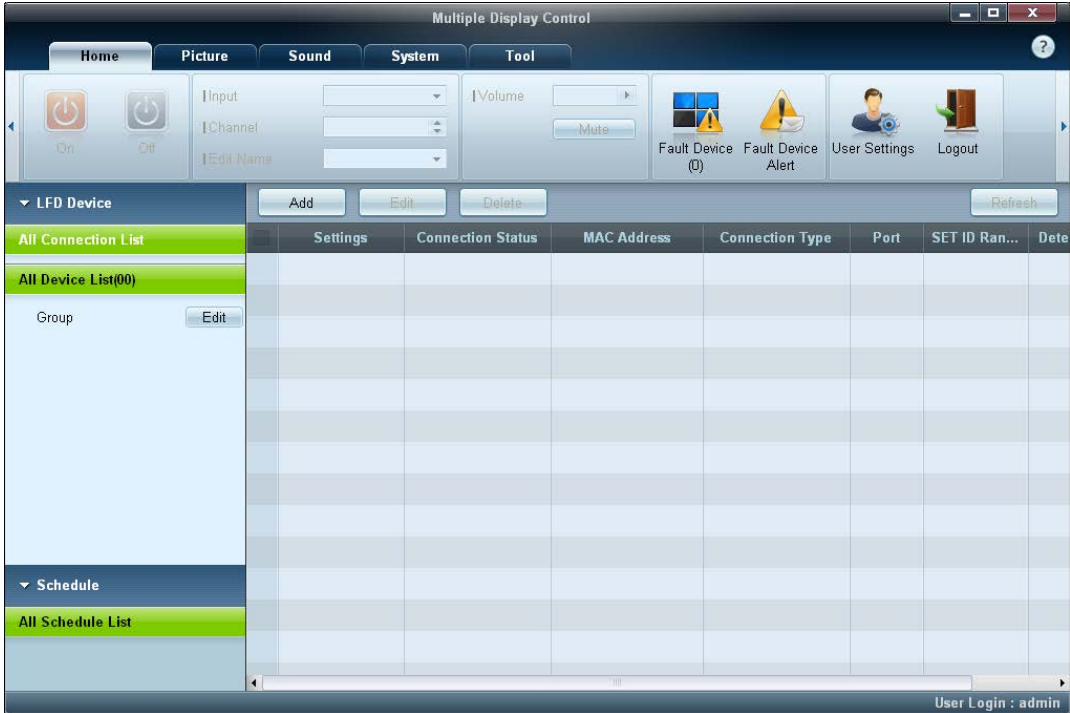 Multiple Display Control
Home Picture Sound System Tool
?
Input
Channel
Edit Name
On Off
Volume
Mute
Fault Device
(0)
Fault Device
Alert
User Settings
Logout
LFD Device
Add Edit Delete Refresh
All Connection List
Settings Connection Status MAC Address Connection Type Port SET ID Ran... Dete
All Device List(00)
Group Edit
Schedule
All Schedule List
User Login : admin